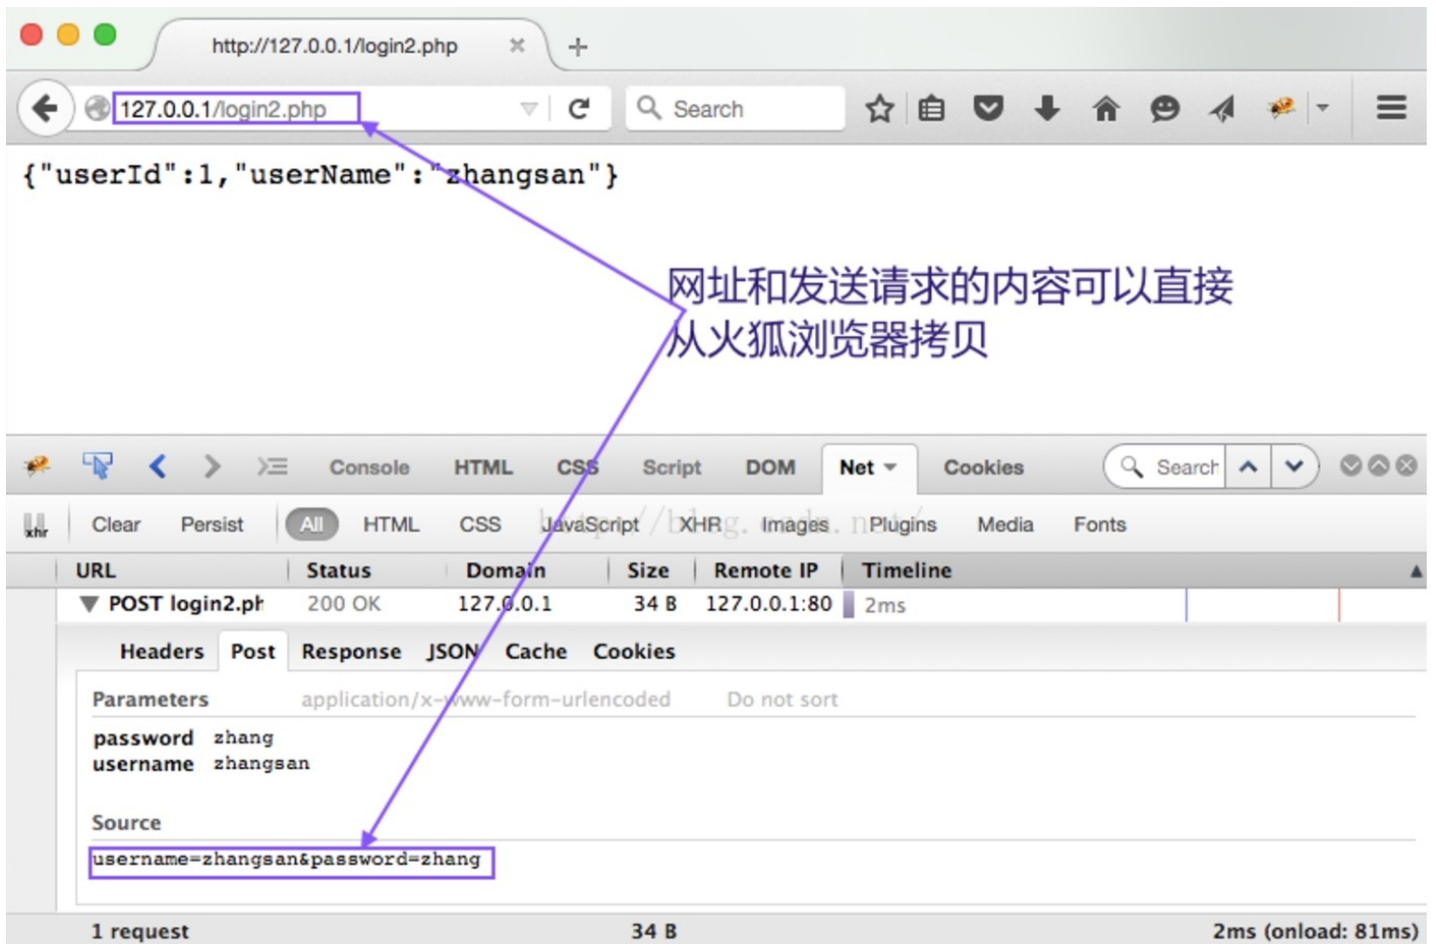 http://127.0.0.1/login2.php
127.0.0.1/login2.php Search
{"userId":1,"userName":"zhangsan"}
网址和发送请求的内容可以直接
从火狐浏览器拷贝
Console HTML CSS Script DOM Net Cookies Search
xhr Clear Persist All HTML CSS JavaScript XHR Images Plugins Media Fonts
http://blog.csdn.net/
URL Status Domain Size Remote IP Timeline
POST login2.ph 200 OK 127.0.0.1 34 B 127.0.0.1:80 2ms
Headers Post Response JSON Cache Cookies
Parameters application/x-www-form-urlencoded Do not sort
password zhang
username zhangsan
Source
username=zhangsan&password=zhang
1 request 34 B 2ms (onload: 81ms)